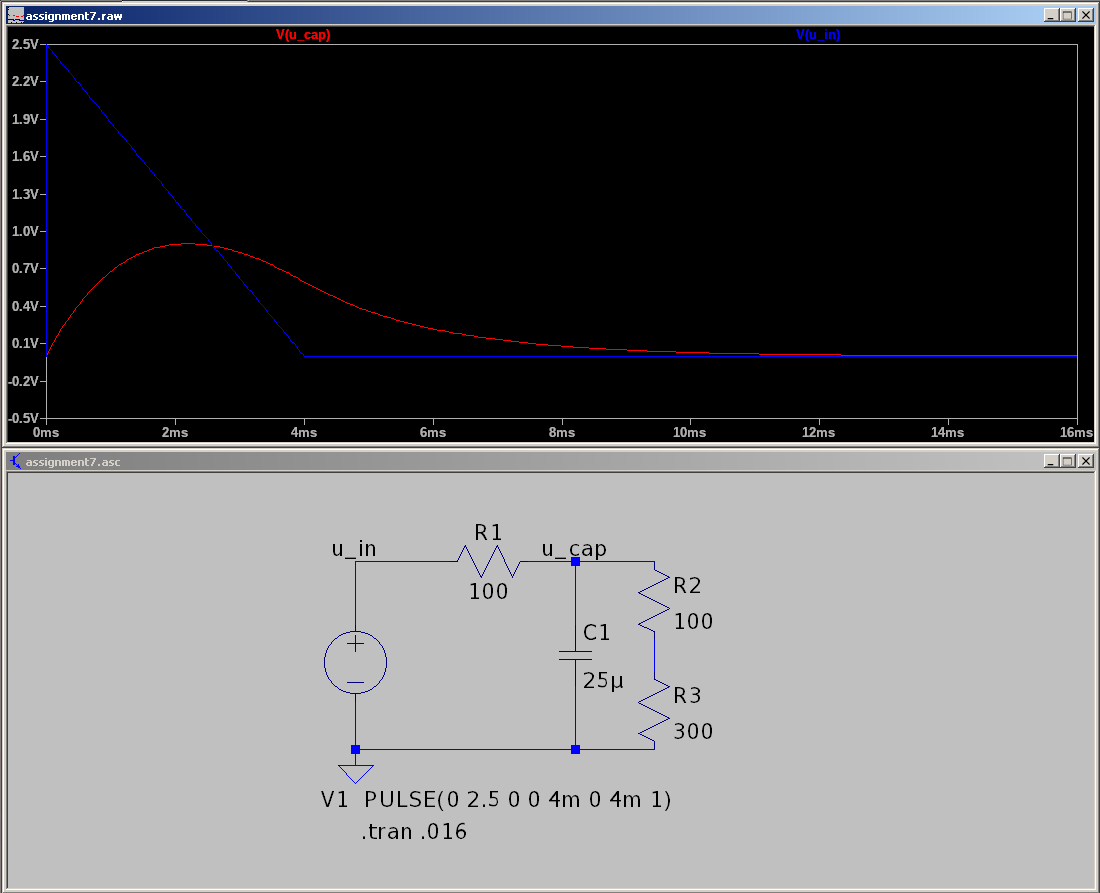 assignment7.raw
V(u_cap) V(u_in)
2.5V
2.2V
1.9V
1.6V
1.3V
1.0V
0.7V
0.4V
0.1V
-0.2V
-0.5V
0ms 2ms 4ms 6ms 8ms 10ms 12ms 14ms 16ms
assignment7.asc
R1
u_in u_cap
100
R2
100
C1
25µ
R3
300
V1 PULSE(0 2.5 0 0 4m 0 4m 1)
.tran .016